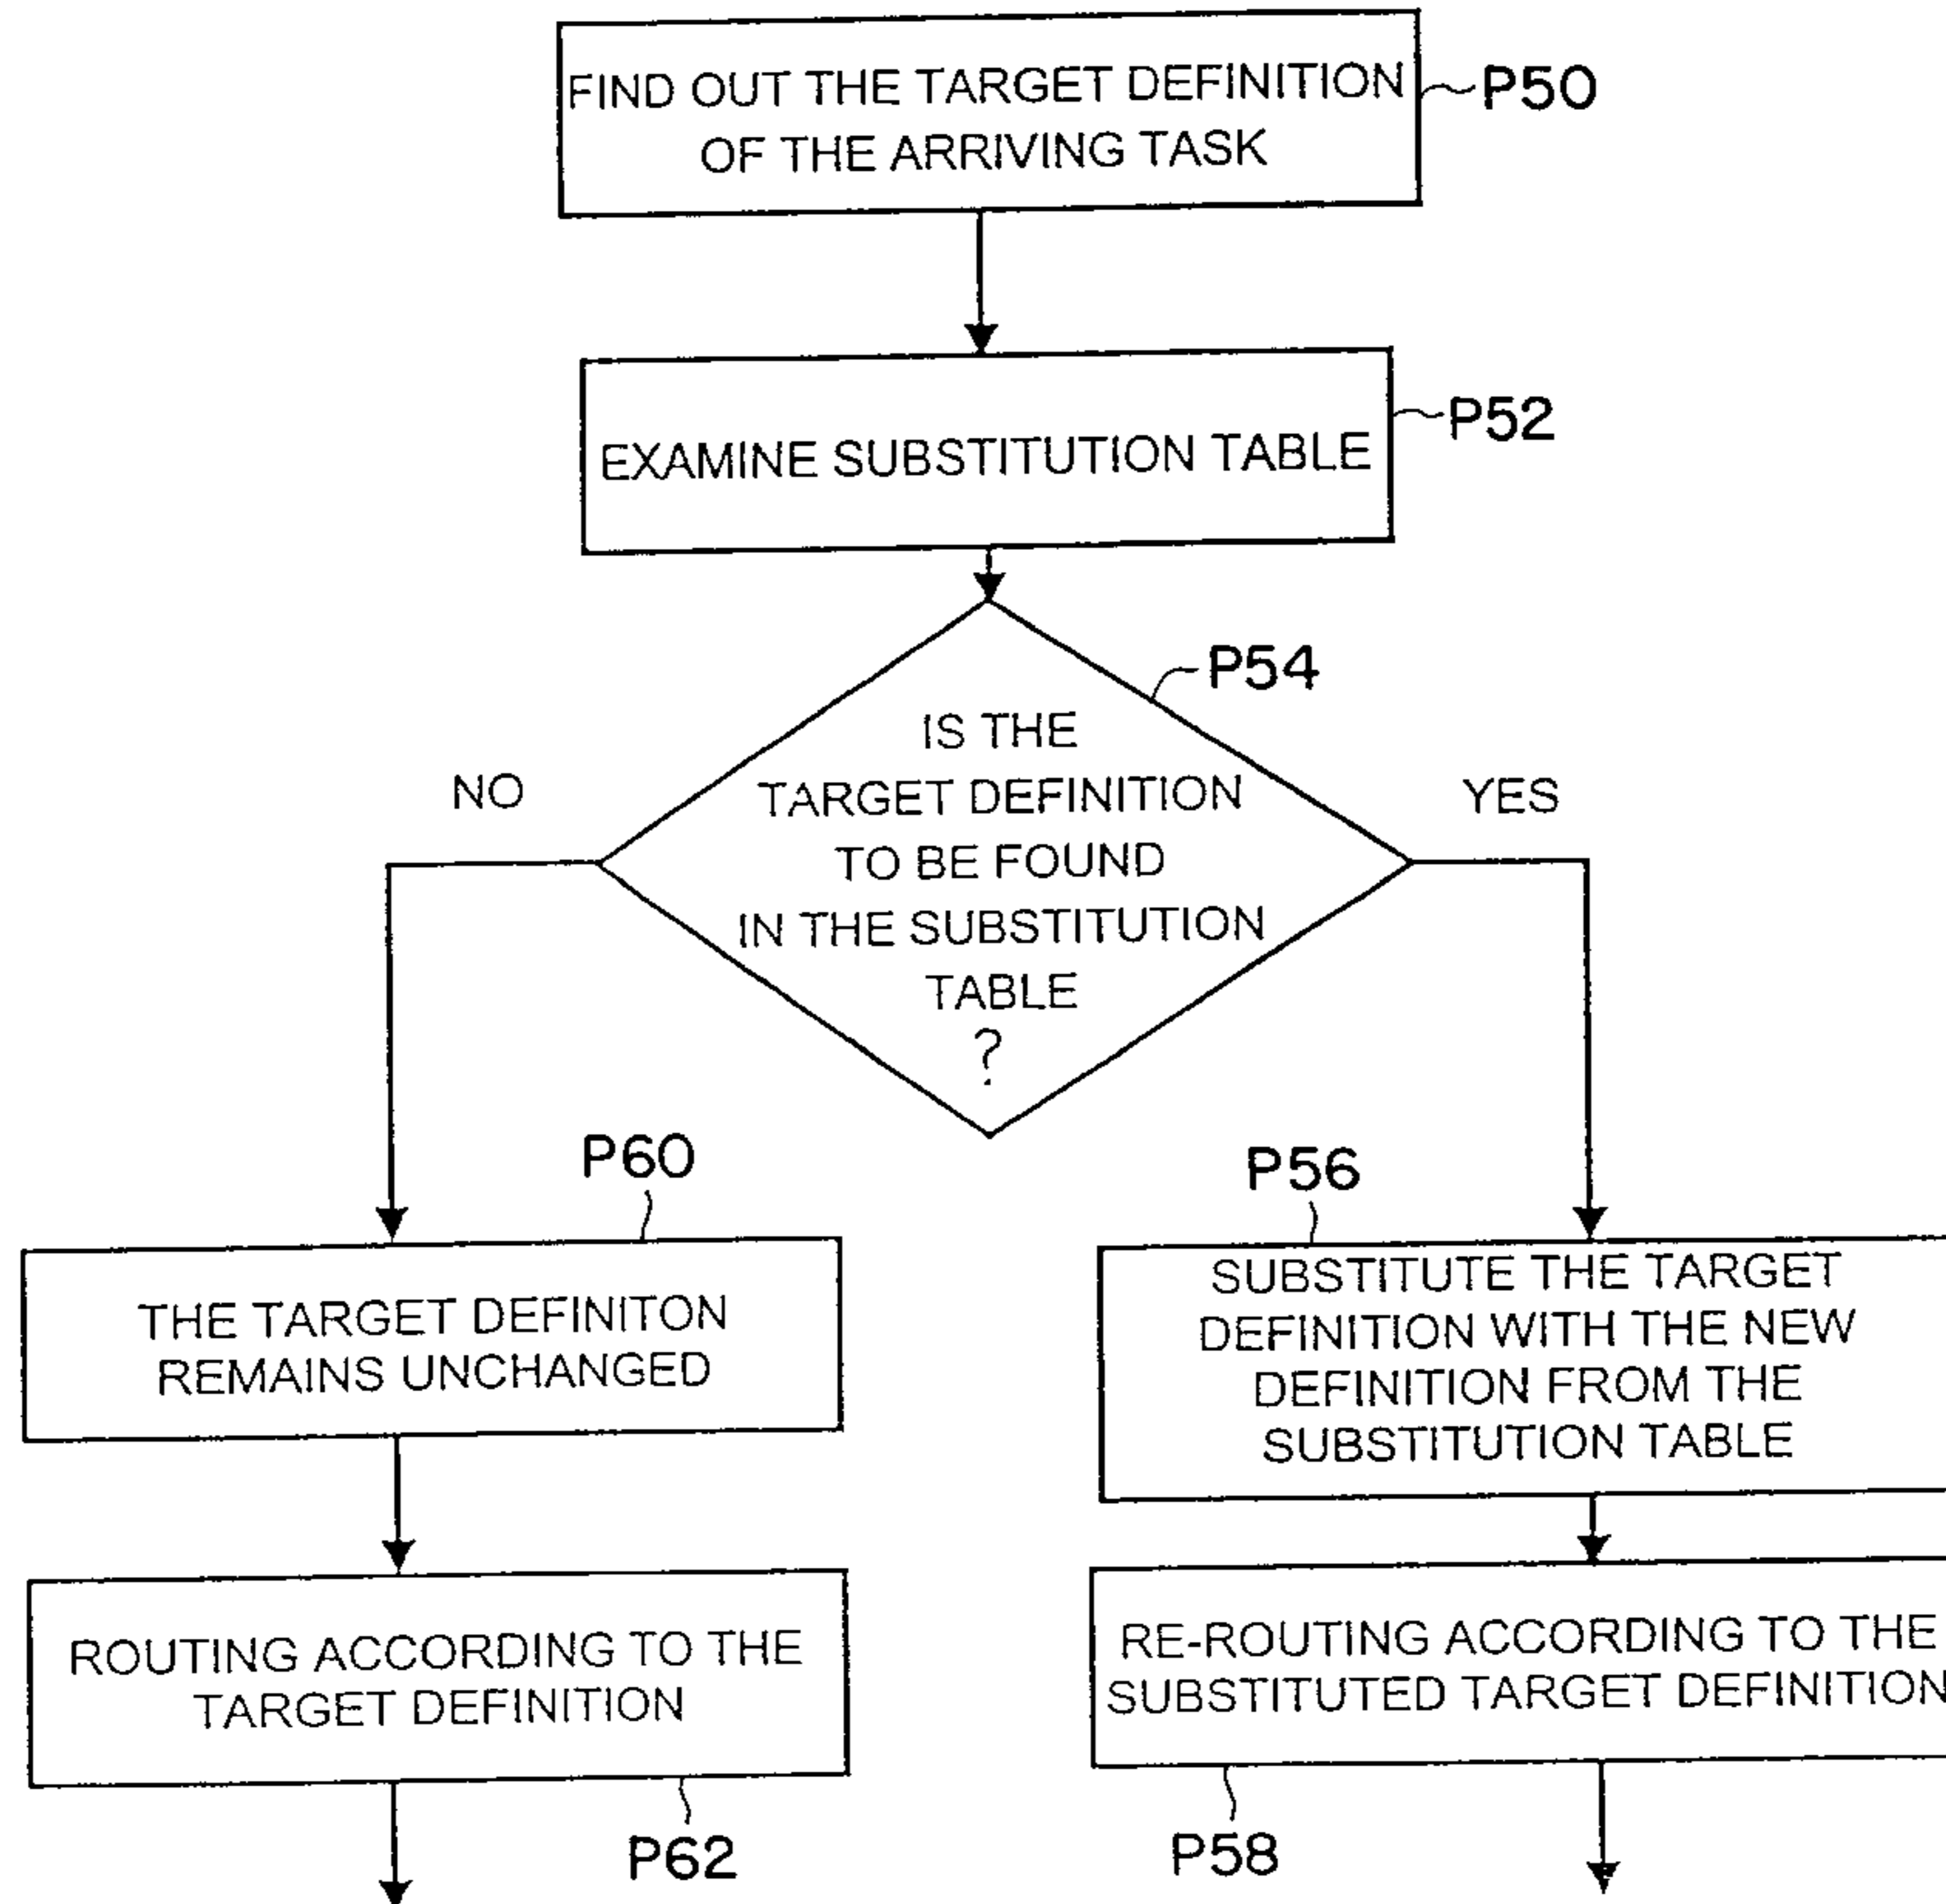 FIND OUT THE TARGET DEFINITION
OF THE ARRIVING TASK
P50
EXAMINE SUBSTITUTION TABLE
P52
P54
IS THE
TARGET DEFINITION
TO BE FOUND
IN THE SUBSTITUTION
TABLE
?
NO
YES
P60
THE TARGET DEFINITON
REMAINS UNCHANGED
P56
SUBSTITUTE THE TARGET
DEFINITION WITH THE NEW
DEFINITION FROM THE
SUBSTITUTION TABLE
ROUTING ACCORDING TO THE
TARGET DEFINITION
P62
RE-ROUTING ACCORDING TO THE
SUBSTITUTED TARGET DEFINITION
P58